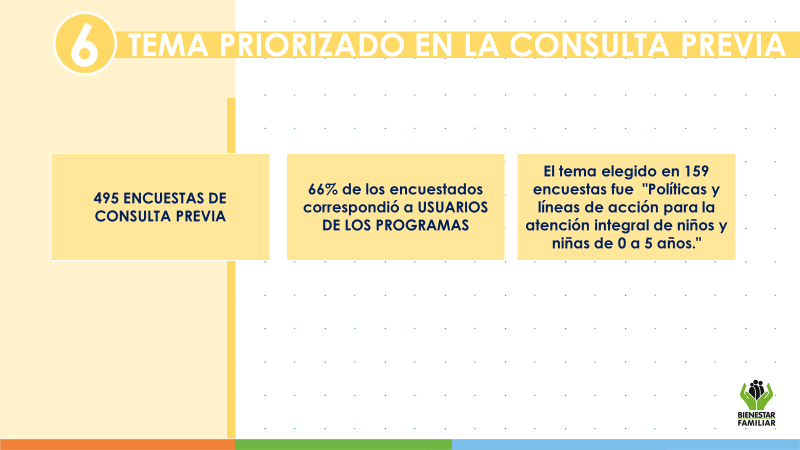 6
TEMA PRIORIZADO EN LA CONSULTA PREVIA
495 ENCUESTAS DE
CONSULTA PREVIA
66% de los encuestados
correspondió a USUARIOS
DE LOS PROGRAMAS
El tema elegido en 159
encuestas fue "Políticas y
líneas de acción para la
atención integral de niños y
niñas de 0 a 5 años."
BIENESTAR
FAMILIAR